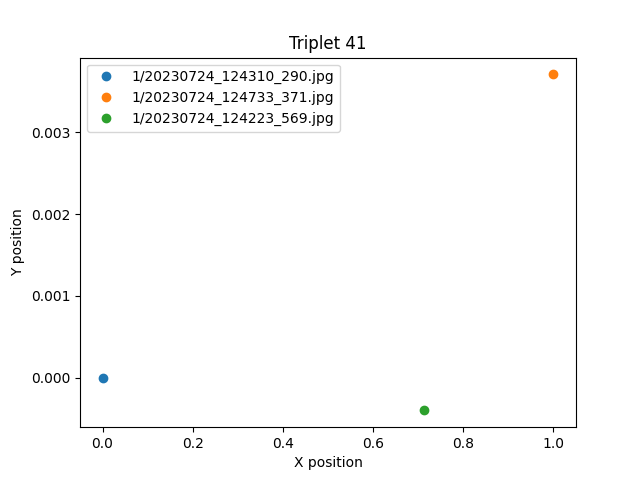 Triplet 41
1/20230724_124310_290.jpg
1/20230724_124733_371.jpg
1/20230724_124223_569.jpg
0.003
0.002
0.001
0.000
Y position
0.0 0.2 0.4 0.6 0.8 1.0
X position